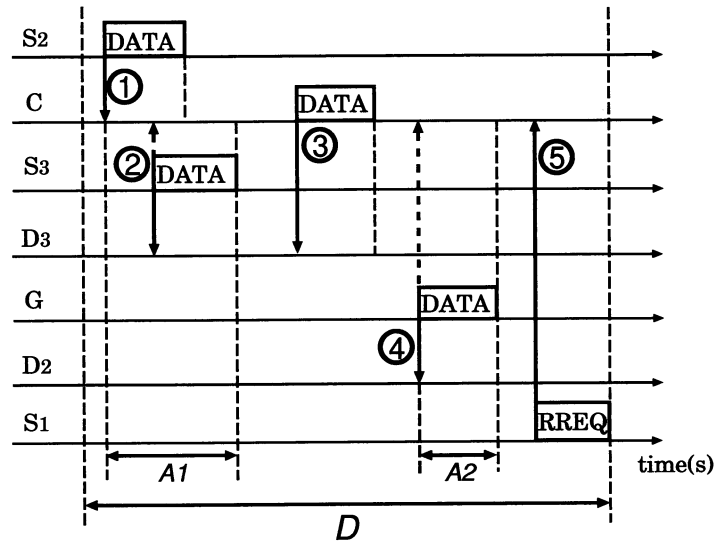 S2
DATA
①
C
DATA
②
③
⑤
S3
DATA
D3
G
DATA
④
D2
S1
RREQ
A1
A2
time(s)
D